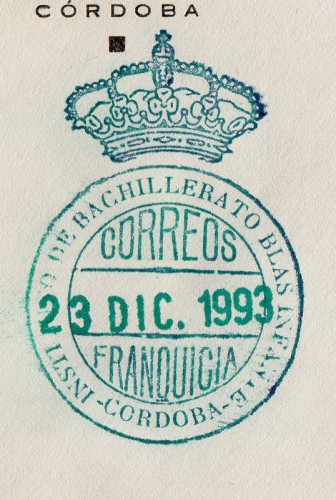 CÓRDOBA
INSTITUTO DE BACHILLERATO BLAS INFANTE
CORREOS
23 DIC. 1993
FRANQUICIA
-CORDOBA-